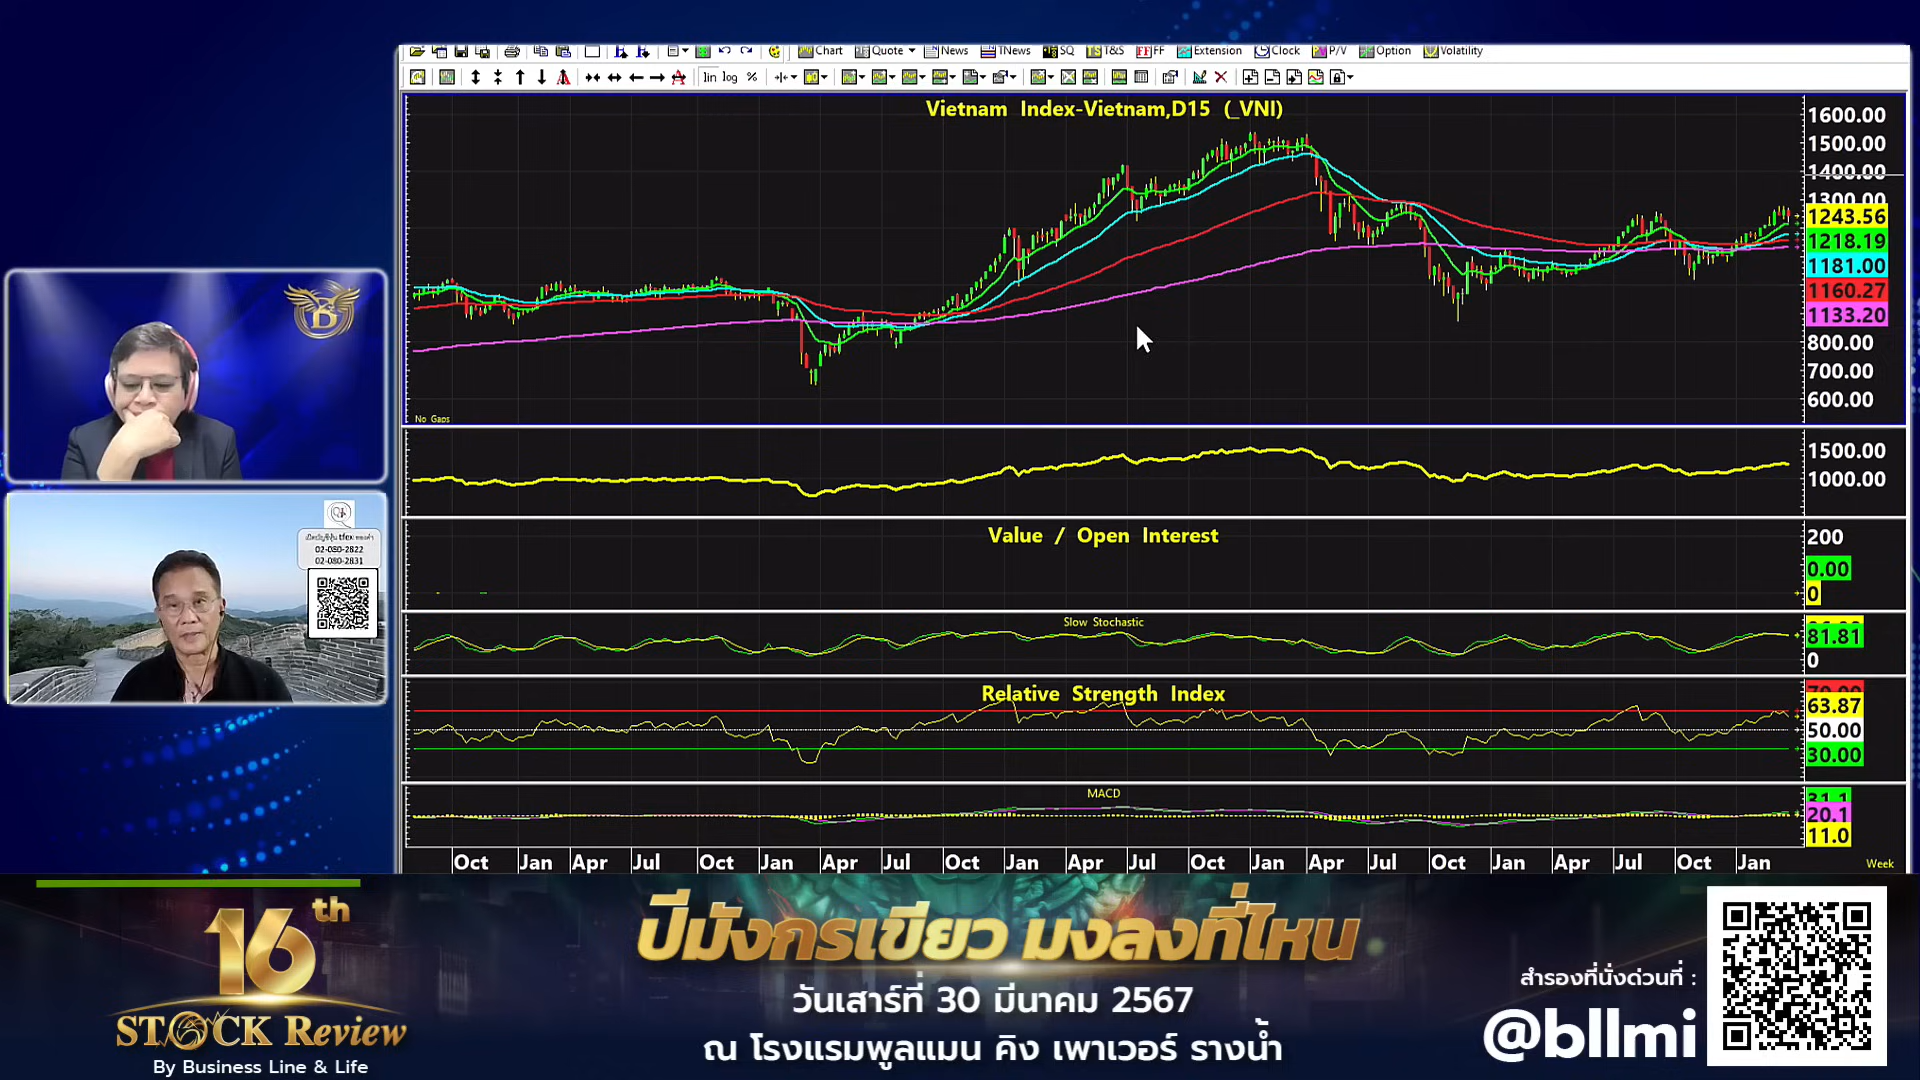 Chart Quote News TNews SQ T&S FF Extension Clock P/V Option Volatility
lin log %
Vietnam Index-Vietnam,D15 (_VNI)
1600.00
1500.00
1400.00
1300.00
1243.56
1218.19
1181.00
1160.27
1133.20
800.00
700.00
600.00
No Gaps
1500.00
1000.00
Value / Open Interest
200
0.00
0
Slow Stochastic
81.81
0
Relative Strength Index
70.00
63.87
50.00
30.00
MACD
31.1
20.1
11.0
Oct Jan Apr Jul Oct Jan Apr Jul Oct Jan Apr Jul Oct Jan Apr Jul Oct Jan Apr Jul Oct Jan
Week
02-080-2822
02-080-2831
16th
STOCK Review
By Business Line & Life
ปีมังกรเขียว มงลงที่ไหน
วันเสาร์ที่ 30 มีนาคม 2567
ณ โรงแรมพูลแมน คิง เพาเวอร์ รางน้ำ
สำรองที่นั่งด่วนที่ :
@bllmi